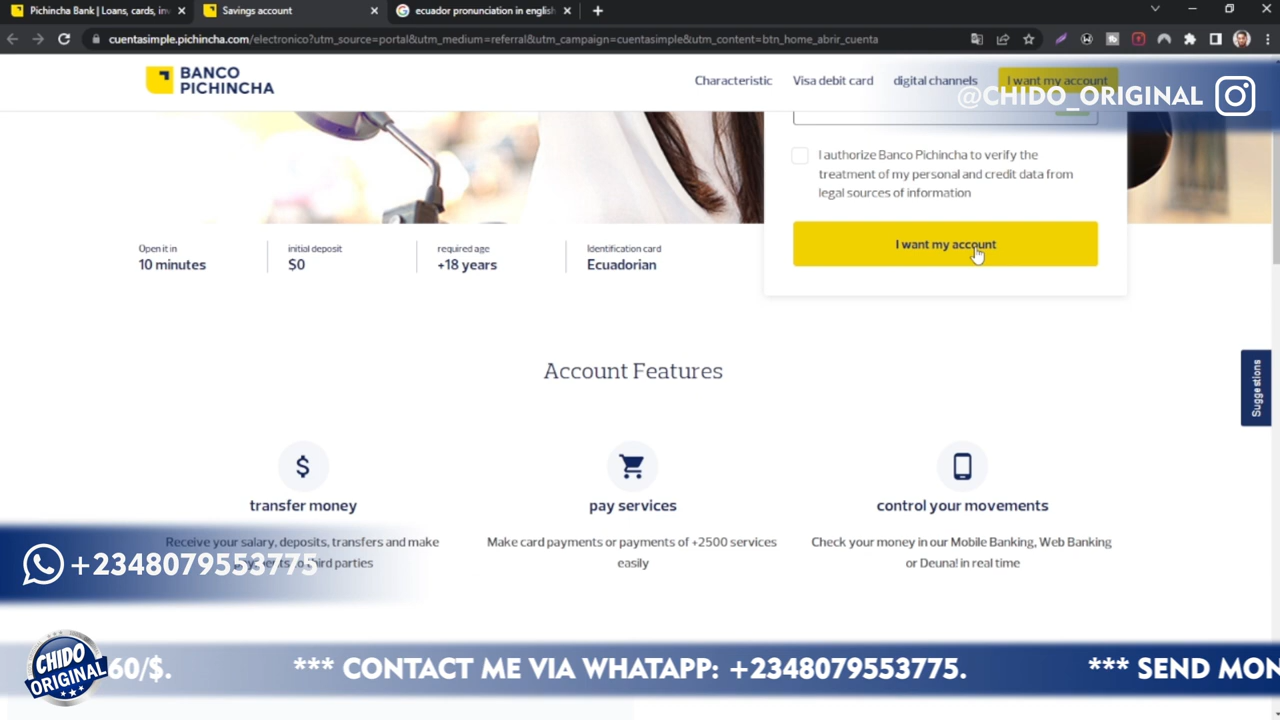 Pichincha Bank | Loans, cards, inv
Savings account
ecuador pronunciation in english
cuentasimple.pichincha.com/electronico?utm_source=portal&utm_medium=referral&utm_campaign=cuentasimple&utm_content=btn_home_abrir_cuenta
BANCO
PICHINCHA
Characteristic
Visa debit card
digital channels
I want my account
@CHIDO_ORIGINAL
I authorize Banco Pichincha to verify the
treatment of my personal and credit data from
legal sources of information
I want my account
Open it in
10 minutes
initial deposit
$0
required age
+18 years
Identification card
Ecuadorian
Suggestions
Account Features
transfer money
Receive your salary, deposits, transfers and make
payments to third parties
pay services
Make card payments or payments of +2500 services
easily
control your movements
Check your money in our Mobile Banking, Web Banking
or Deuna! in real time
+2348079553775
CHIDO
ORIGINAL
60/$.
*** CONTACT ME VIA WHATAPP: +2348079553775.
*** SEND MON